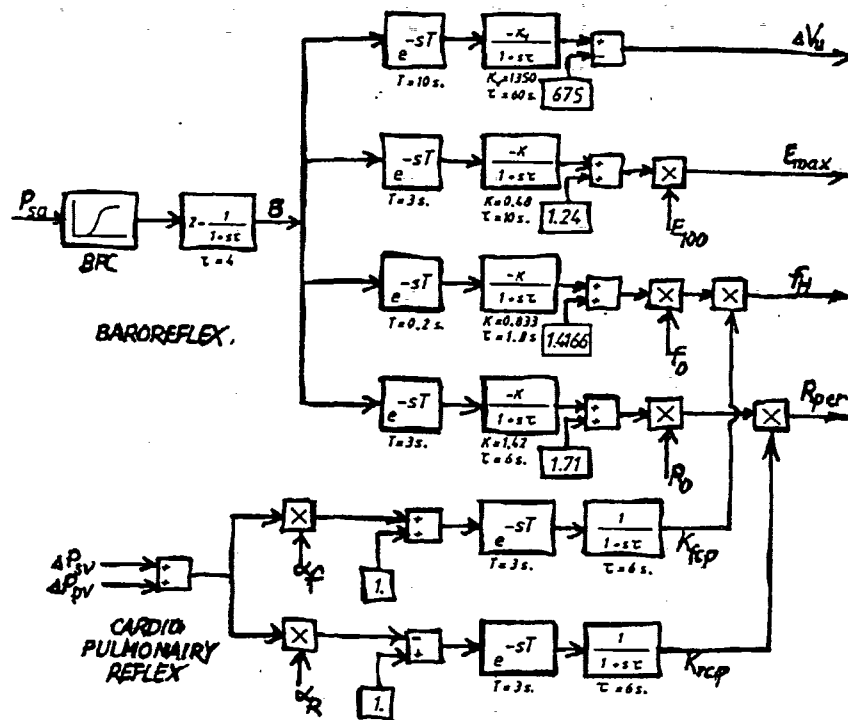 e^-sT
-K₁
1+sτ
+
-
ΔVu
T=10s.
K₁=1350
τ=60s.
675
e^-sT
-K
1+sτ
+
+
×
Emax
T=3s.
K=0.48
τ=10s.
1.24
E100
Psa
2-
1
1+sτ
B
BFC
τ=4
BAROREFLEX.
e^-sT
-K
1+sτ
+
+
×
×
fH
T=0.2s.
K=0.833
τ=1.8s
1.4166
f0
e^-sT
-K
1+sτ
+
+
×
×
Rper
T=3s.
K=1,42
τ=6s.
1.71
R0
ΔPsv
ΔPpv
+
+
×
αf
+
+
1.
e^-sT
1
1+sτ
Kfcp
T=3s.
τ=6s.
CARDIO
PULMONAIRY
REFLEX
×
αR
-
+
1.
e^-sT
1
1+sτ
Krcp
T=3s.
τ=6s.